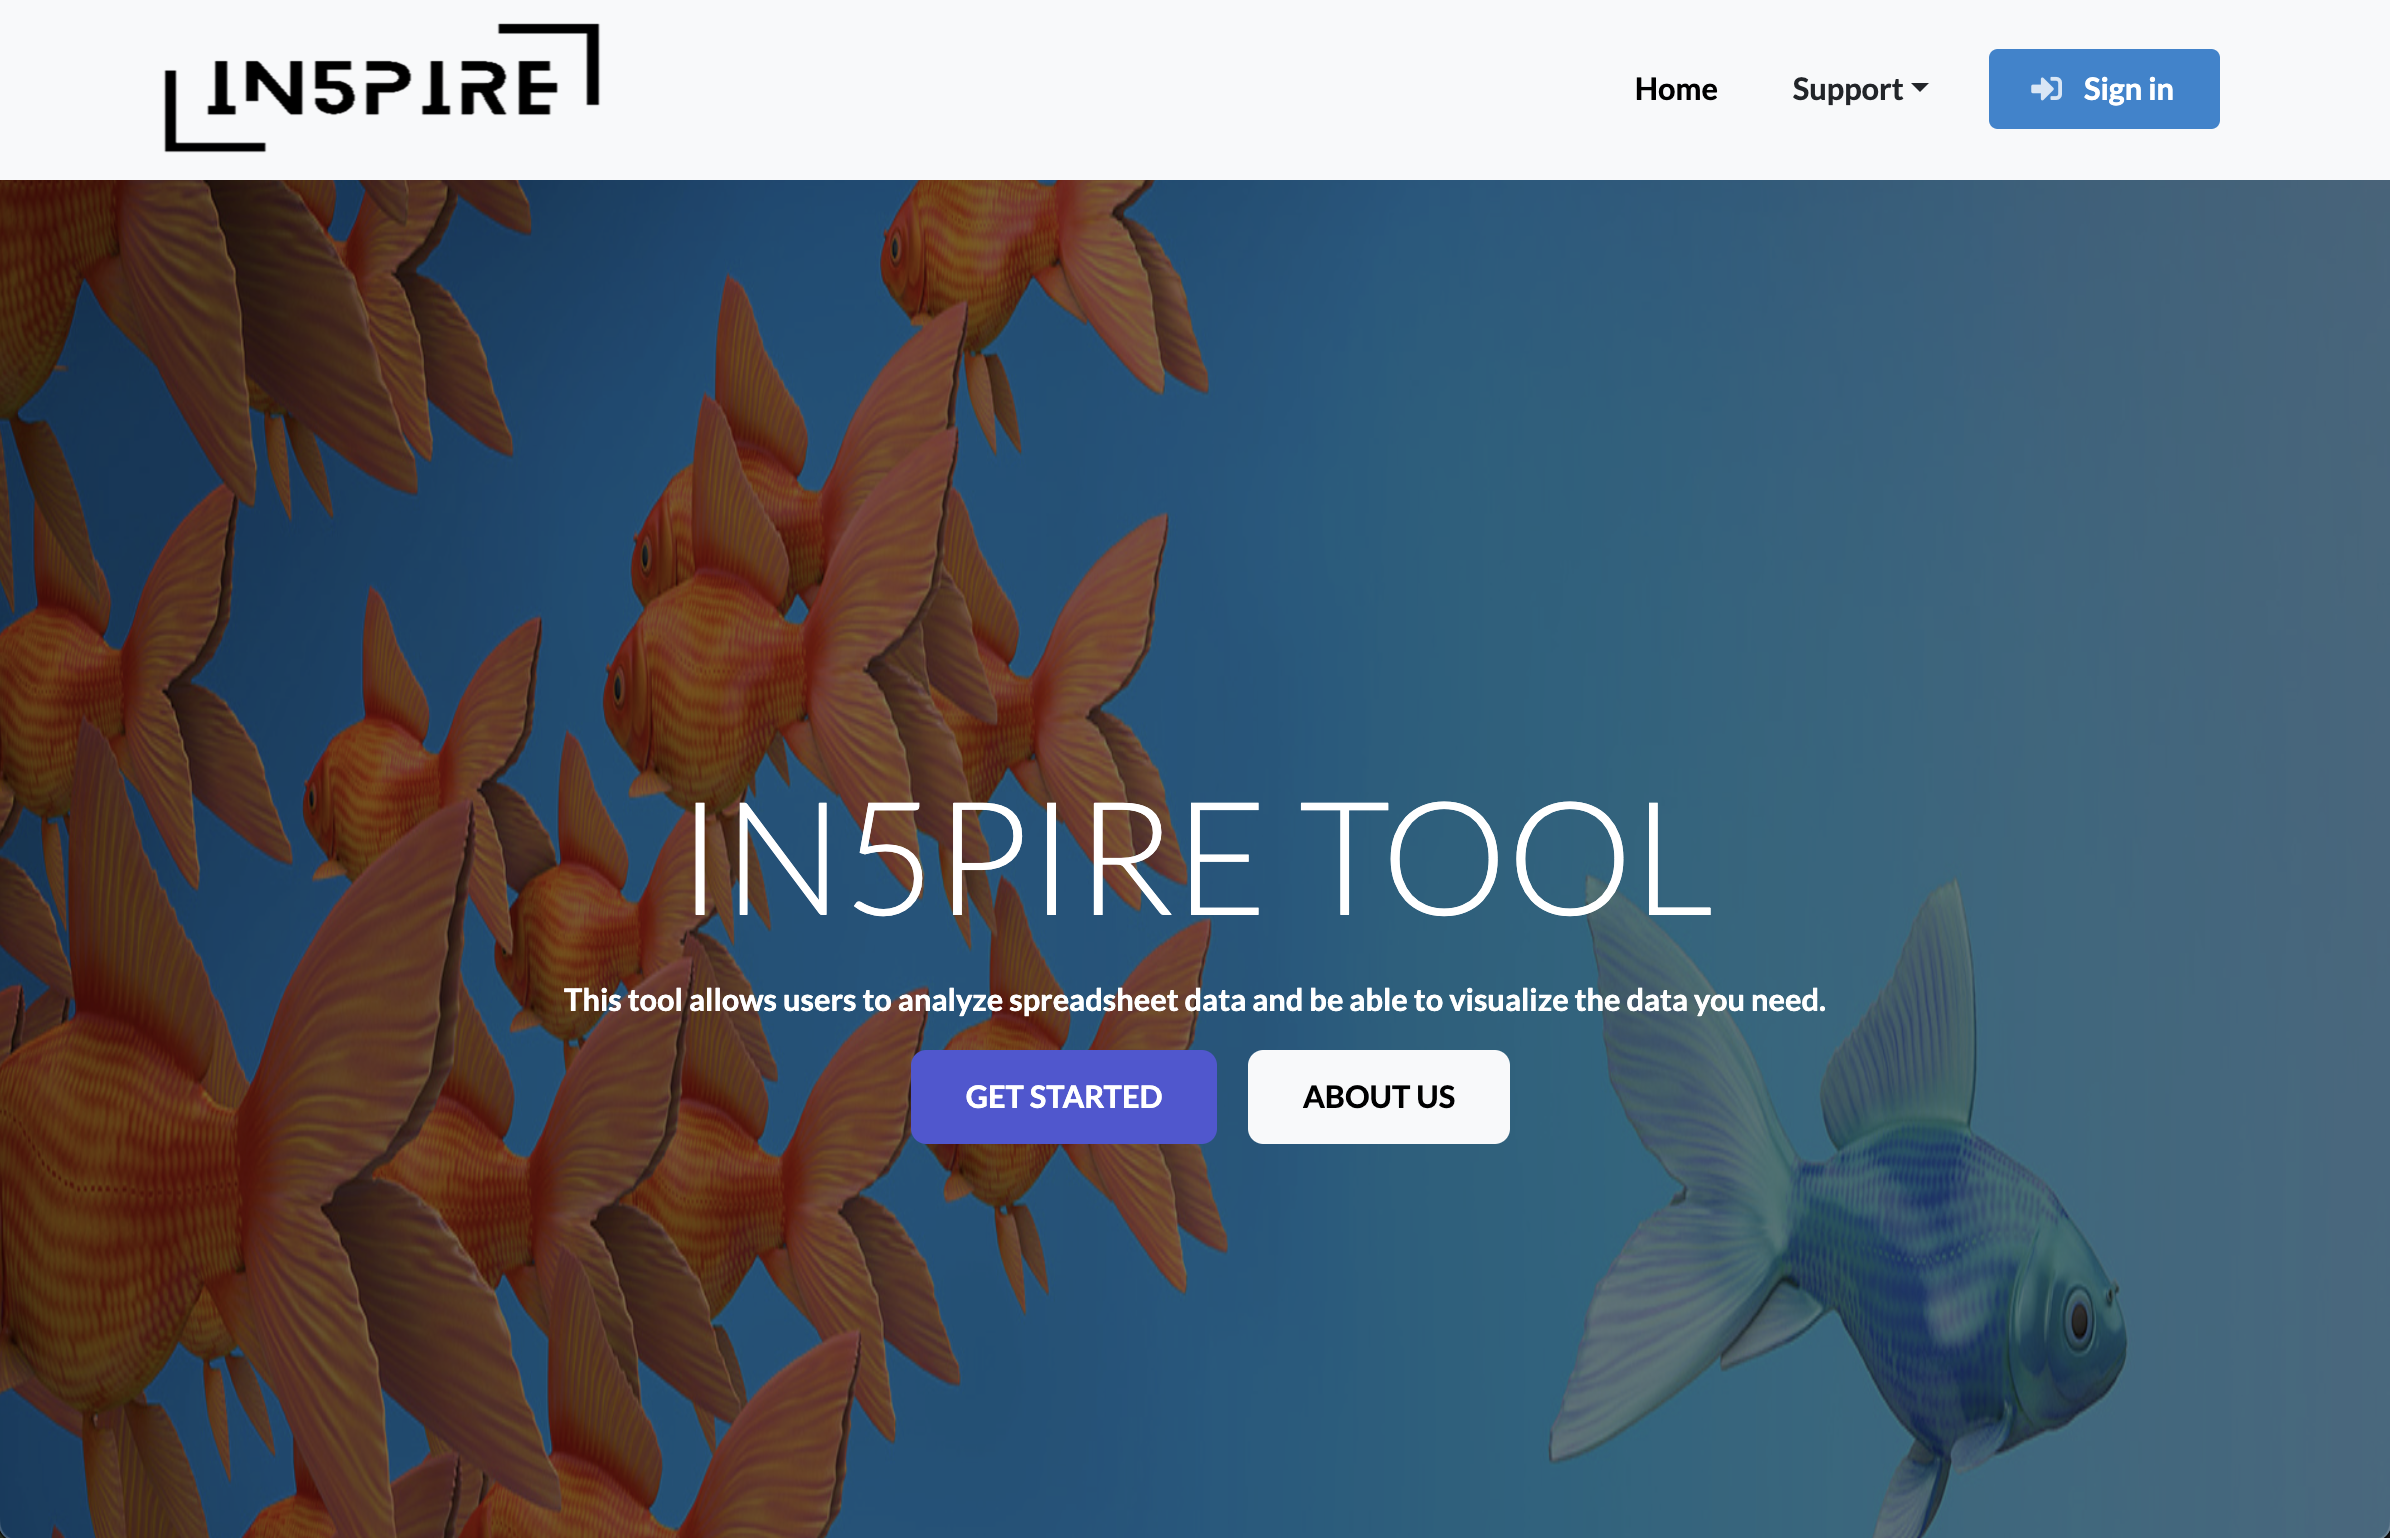 IN5PIRE
Home
Support
Sign in
IN5PIRE TOOL
This tool allows users to analyze spreadsheet data and be able to visualize the data you need.
GET STARTED
ABOUT US